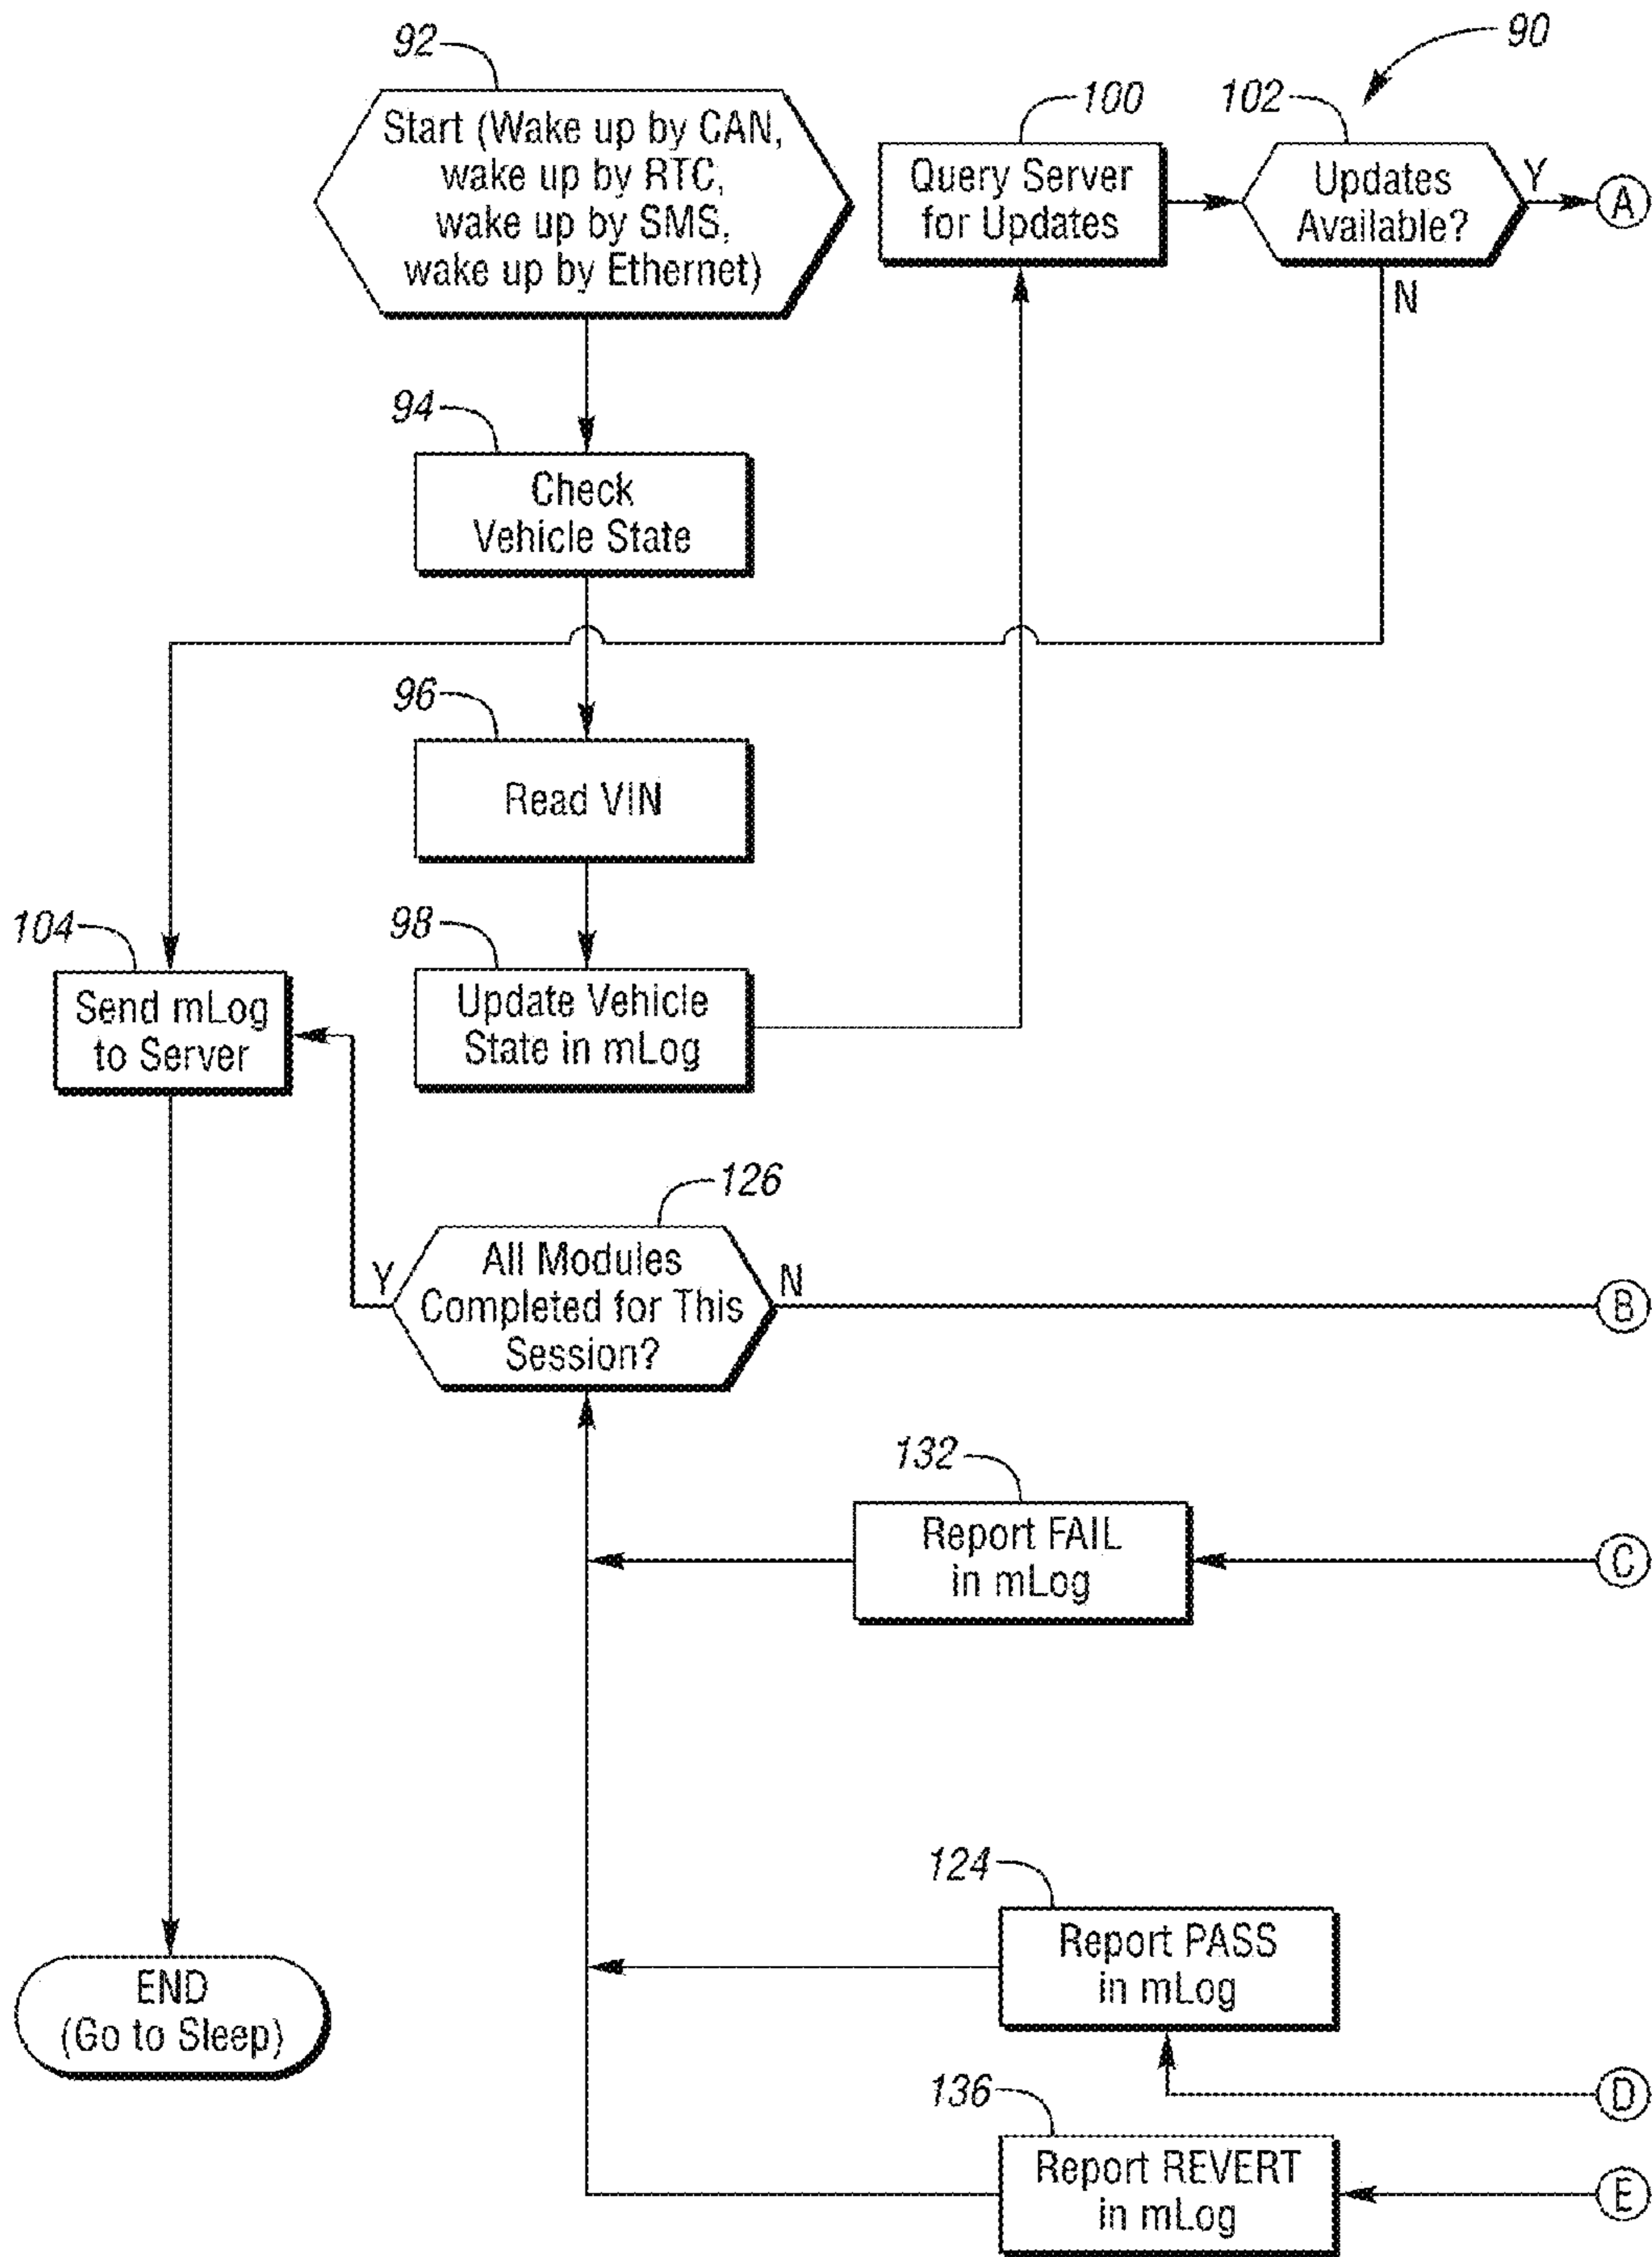 90
92
Start (Wake up by CAN,
wake up by RTC,
wake up by SMS,
wake up by Ethernet)
100
Query Server
for Updates
102
Updates
Available?
Y
A
N
94
Check
Vehicle State
96
Read VIN
98
Update Vehicle
State in mLog
104
Send mLog
to Server
126
All Modules
Completed for This
Session?
Y
N
B
132
Report FAIL
in mLog
C
124
Report PASS
in mLog
D
136
Report REVERT
in mLog
E
END
(Go to Sleep)